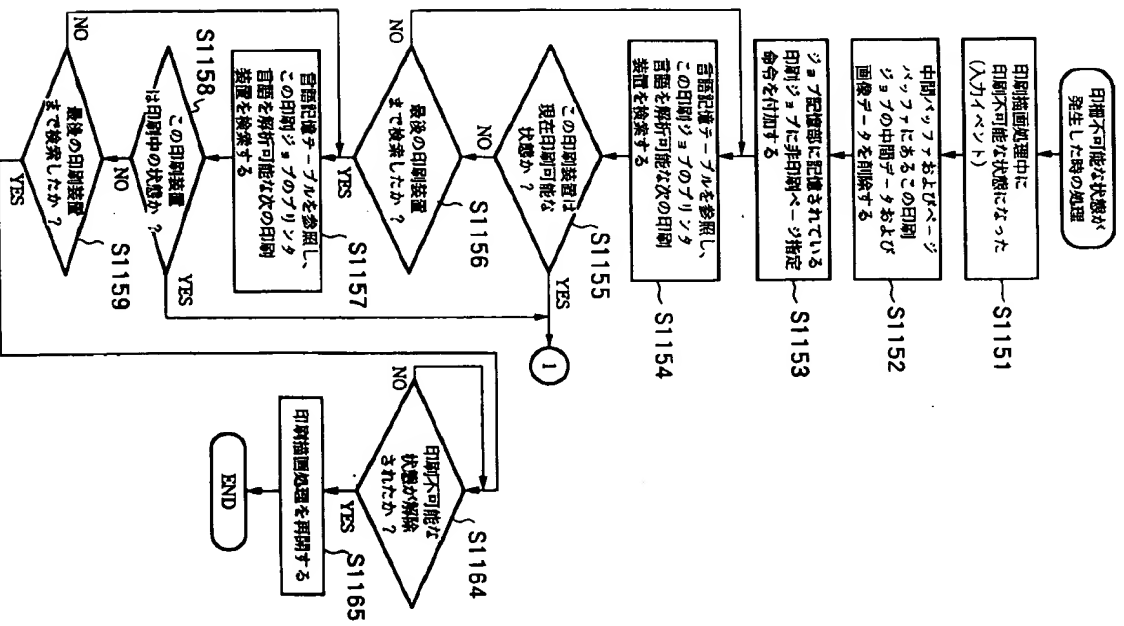 印刷不可能な状態が
発生した時の処理
印刷描画処理中に
印刷不可能な状態になった
(入力イベント)
S1151
中間バッファおよびページ
バッファにあるこの印刷
ジョブの中間データおよび
画像データを削除する
S1152
ジョブ記憶部に記憶されている
印刷ジョブに非印刷ページ指定
命令を付加する
S1153
言語記憶テーブルを参照し、
この印刷ジョブのプリンタ
言語を解析可能な次の印刷
装置を検索する
S1154
この印刷装置は
現在印刷可能な
状態か?
S1155
YES
NO
1
最後の印刷装置
まで検索したか?
S1156
NO
YES
言語記憶テーブルを参照し、
この印刷ジョブのプリンタ
言語を解析可能な次の印刷
装置を検索する
S1157
S1158
この印刷装置
は印刷中の状態か?
YES
NO
最後の印刷装置
まで検索したか?
S1159
NO
YES
印刷不可能な
状態が解除
されたか?
S1164
NO
YES
印刷描画処理を再開する
S1165
END